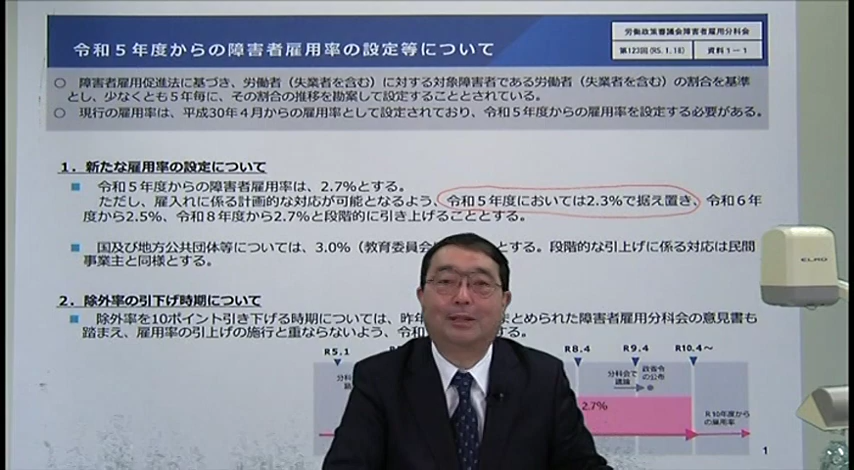 令和５年度からの障害者雇用率の設定等について
労働政策審議会障害者雇用分科会
第123回(R5.1.18)
資料１－１
○ 障害者雇用促進法に基づき、労働者（失業者を含む）に対する対象障害者である労働者（失業者を含む）の割合を基準
とし、少なくとも５年毎に、その割合の推移を勘案して設定することとされている。
○ 現行の雇用率は、平成30年４月からの雇用率として設定されており、令和５年度からの雇用率を設定する必要がある。
１．新たな雇用率の設定について
■ 令和５年度からの障害者雇用率は、2.7%とする。
ただし、雇入れに係る計画的な対応が可能となるよう、令和５年度においては2.3%で据え置き、令和６年
度から2.5%、令和８年度から2.7%と段階的に引き上げることとする。
■ 国及び地方公共団体等については、3.0%（教育委員会 とする。段階的な引上げに係る対応は民間
事業主と同様とする。
２．除外率の引下げ時期について
■ 除外率を10ポイント引き下げる時期については、昨年 まとめられた障害者雇用分科会の意見書も
踏まえ、雇用率の引上げの施行と重ならないよう、令和 する。
R5.1
R8.4
R9.4
R10.4～
分科会で
議論
政省令
の公布
2.7%
R10年度から
の雇用率
1
ELMO